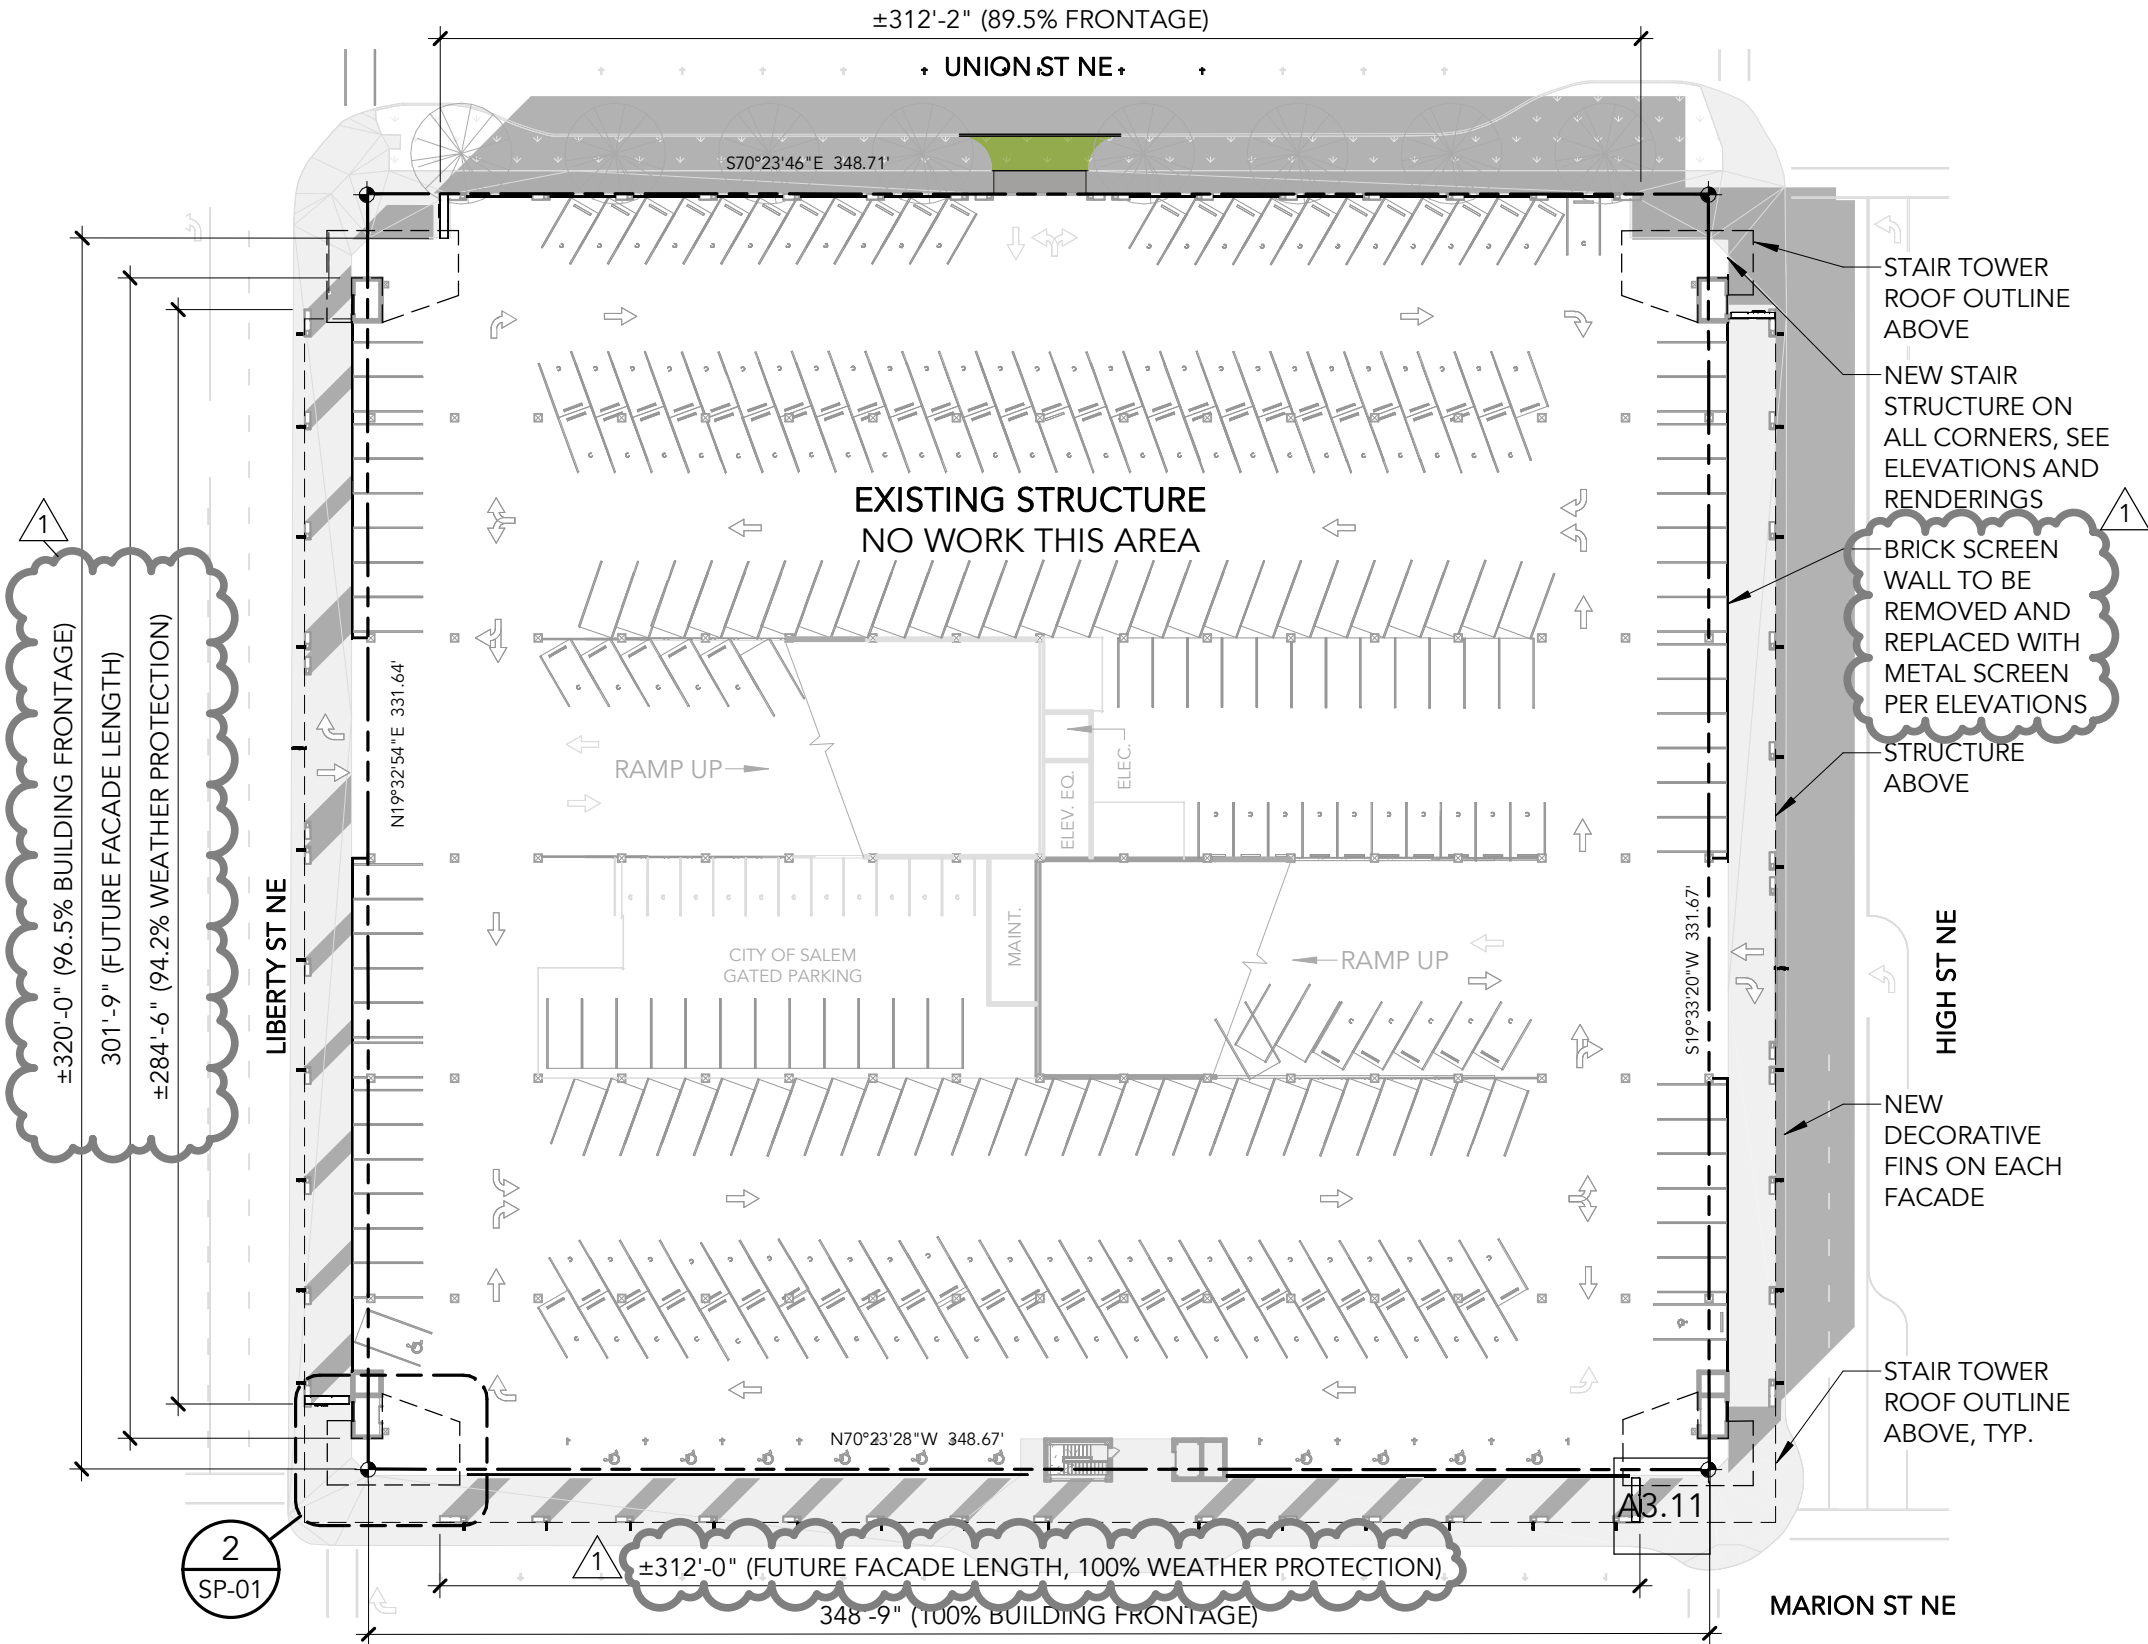 ±312'-2" (89.5% FRONTAGE)
UNION ST NE
S70°23'46"E 348.71'
STAIR TOWER
ROOF OUTLINE
ABOVE
NEW STAIR
STRUCTURE ON
ALL CORNERS, SEE
ELEVATIONS AND
RENDERINGS
1
1
EXISTING STRUCTURE
NO WORK THIS AREA
BRICK SCREEN
WALL TO BE
REMOVED AND
REPLACED WITH
METAL SCREEN
PER ELEVATIONS
STRUCTURE
ABOVE
±320'-0" (96.5% BUILDING FRONTAGE)
301'-9" (FUTURE FACADE LENGTH)
±284'-6" (94.2% WEATHER PROTECTION)
LIBERTY ST NE
N19°32'54"E 331.64'
RAMP UP
ELEC.
ELEV. EQ.
MAINT.
CITY OF SALEM
GATED PARKING
RAMP UP
S19°33'20"W 331.67'
HIGH ST NE
NEW
DECORATIVE
FINS ON EACH
FACADE
STAIR TOWER
ROOF OUTLINE
ABOVE, TYP.
N70°23'28"W 348.67'
A3.11
2
SP-01
1
±312'-0" (FUTURE FACADE LENGTH, 100% WEATHER PROTECTION)
348'-9" (100% BUILDING FRONTAGE)
MARION ST NE